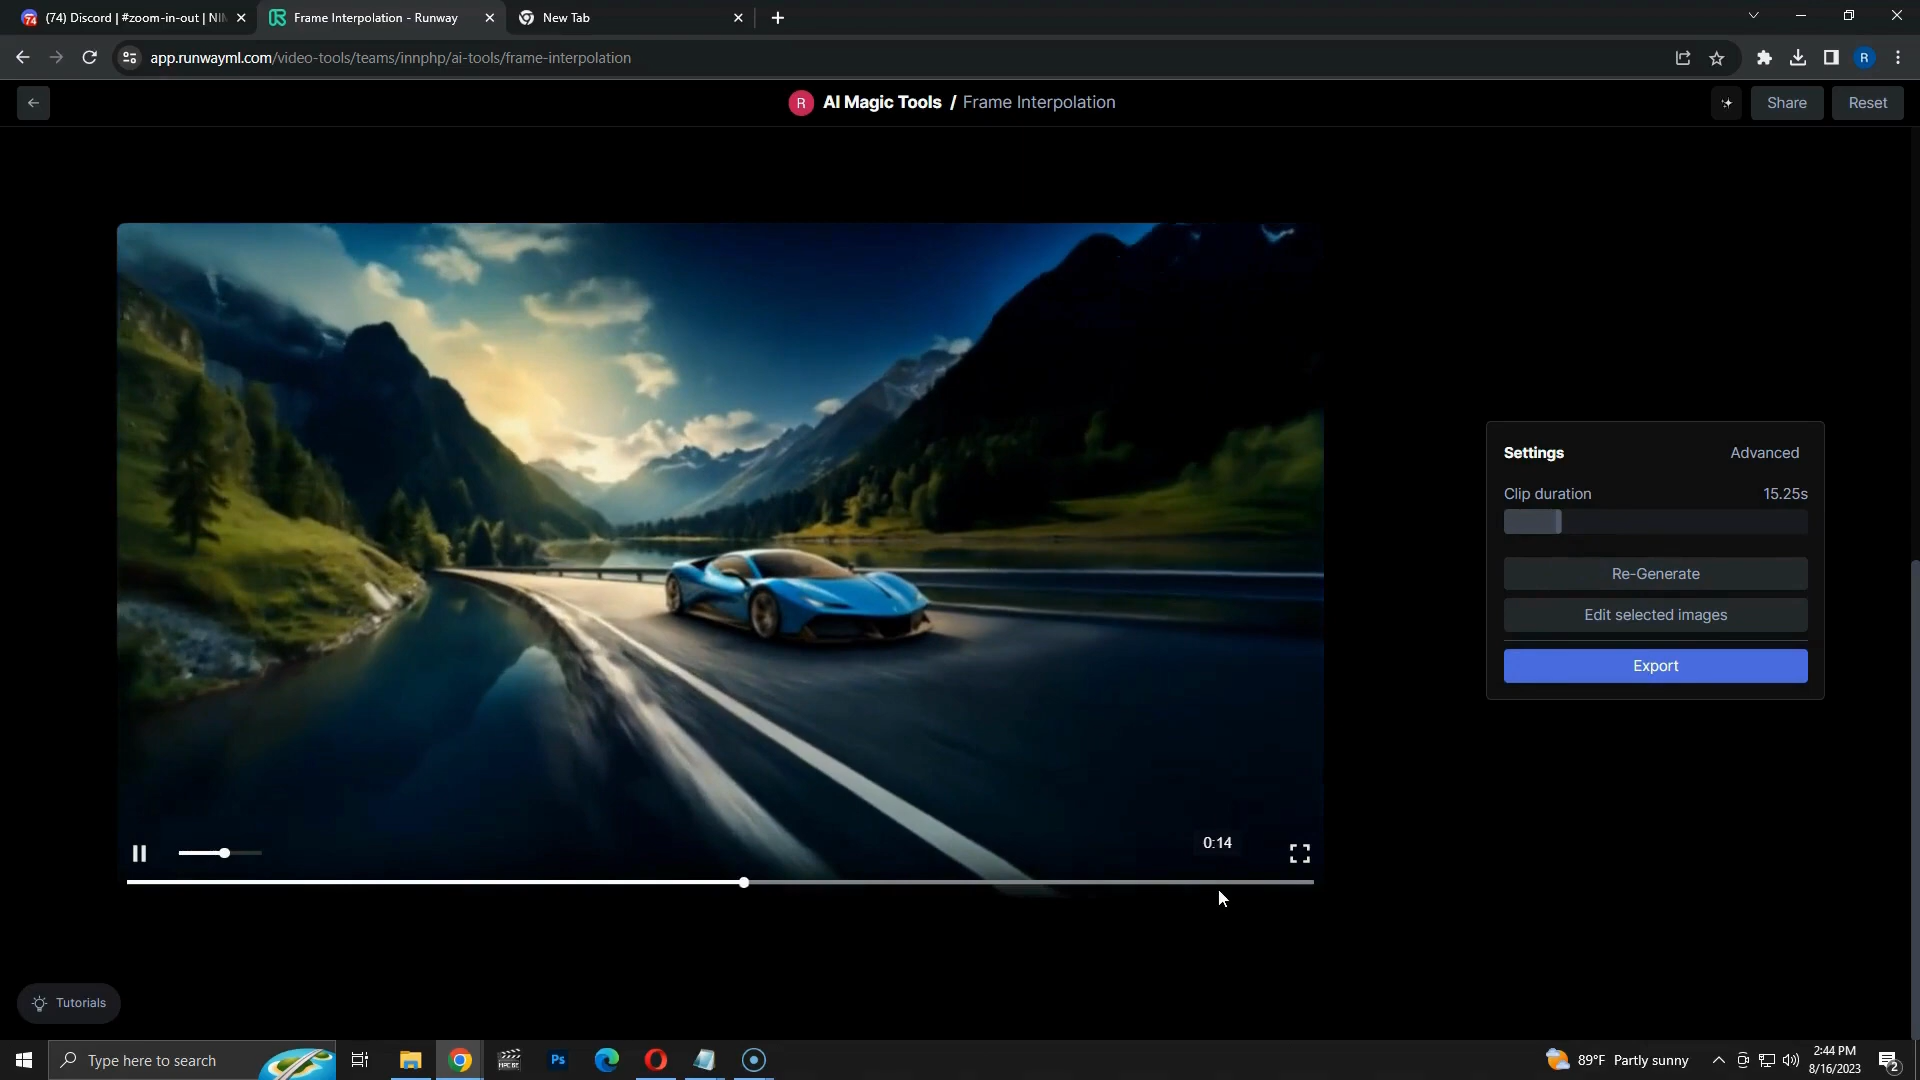 (74) Discord | #zoom-in-out | NI
Frame Interpolation - Runway
New Tab
app.runwayml.com/video-tools/teams/innphp/ai-tools/frame-interpolation
R
R AI Magic Tools / Frame Interpolation
Share
Reset
Settings
Advanced
Clip duration
15.25s
Re-Generate
Edit selected images
Export
0:14
Tutorials
Type here to search
Ps
89°F Partly sunny
2:44 PM
8/16/2023
2